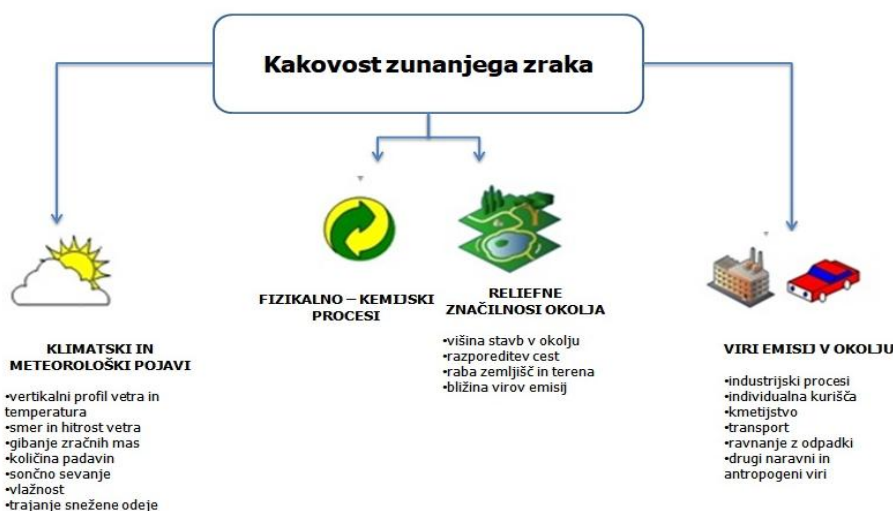 Kakovost zunanjega zraka
KLIMATSKI IN
METEOROLOŠKI POJAVI
•vertikalni profil vetra in
temperatura
•smer in hitrost vetra
•gibanje zračnih mas
•količina padavin
•sončno sevanje
•vlažnost
•trajanje snežene odeje
FIZIKALNO – KEMIJSKI
PROCESI
RELIEFNE
ZNAČILNOSI OKOLJA
•višina stavb v okolju
•razporeditev cest
•raba zemljišč in terena
•bližina virov emisij
VIRI EMISIJ V OKOLJU
•industrijski procesi
•individualna kurišča
•kmetijstvo
•transport
•ravnanje z odpadki
•drugi naravni in
antropogeni viri